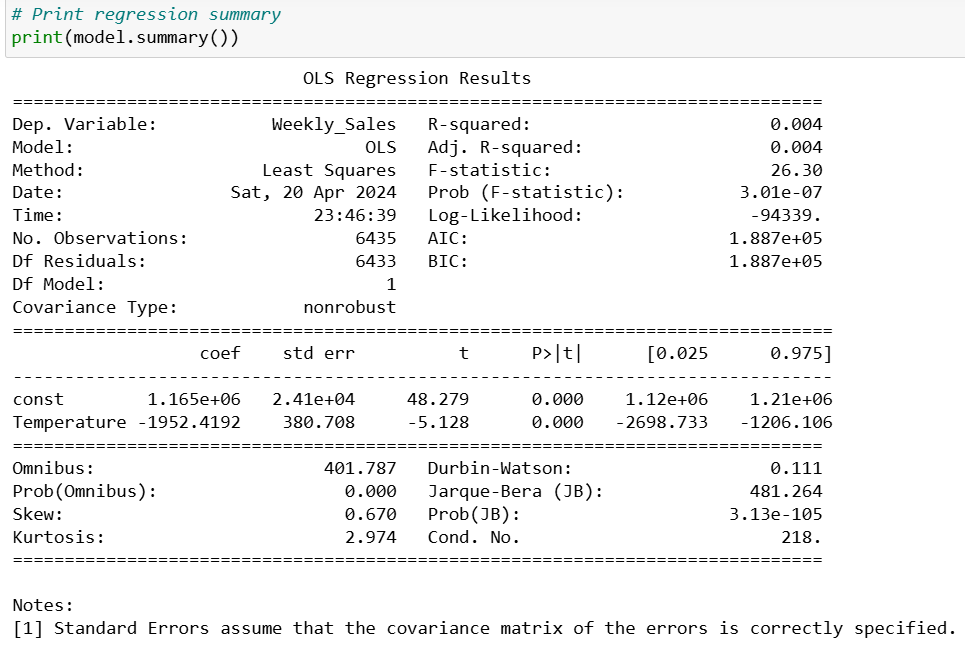 # Print regression summary
print(model.summary())
OLS Regression Results
==============================================================================
Dep. Variable:           Weekly_Sales   R-squared:                       0.004
Model:                            OLS   Adj. R-squared:                  0.004
Method:                 Least Squares   F-statistic:                     26.30
Date:                Sat, 20 Apr 2024   Prob (F-statistic):           3.01e-07
Time:                        23:46:39   Log-Likelihood:                -94339.
No. Observations:                6435   AIC:                         1.887e+05
Df Residuals:                    6433   BIC:                         1.887e+05
Df Model:                           1
Covariance Type:            nonrobust
===============================================================================
                  coef    std err          t      P>|t|      [0.025      0.975]
-------------------------------------------------------------------------------
const        1.165e+06   2.41e+04     48.279      0.000    1.12e+06    1.21e+06
Temperature -1952.4192    380.708     -5.128      0.000   -2698.733   -1206.106
==============================================================================
Omnibus:                      401.787   Durbin-Watson:                   0.111
Prob(Omnibus):                  0.000   Jarque-Bera (JB):              481.264
Skew:                           0.670   Prob(JB):                    3.13e-105
Kurtosis:                       2.974   Cond. No.                         218.
==============================================================================
Notes:
[1] Standard Errors assume that the covariance matrix of the errors is correctly specified.